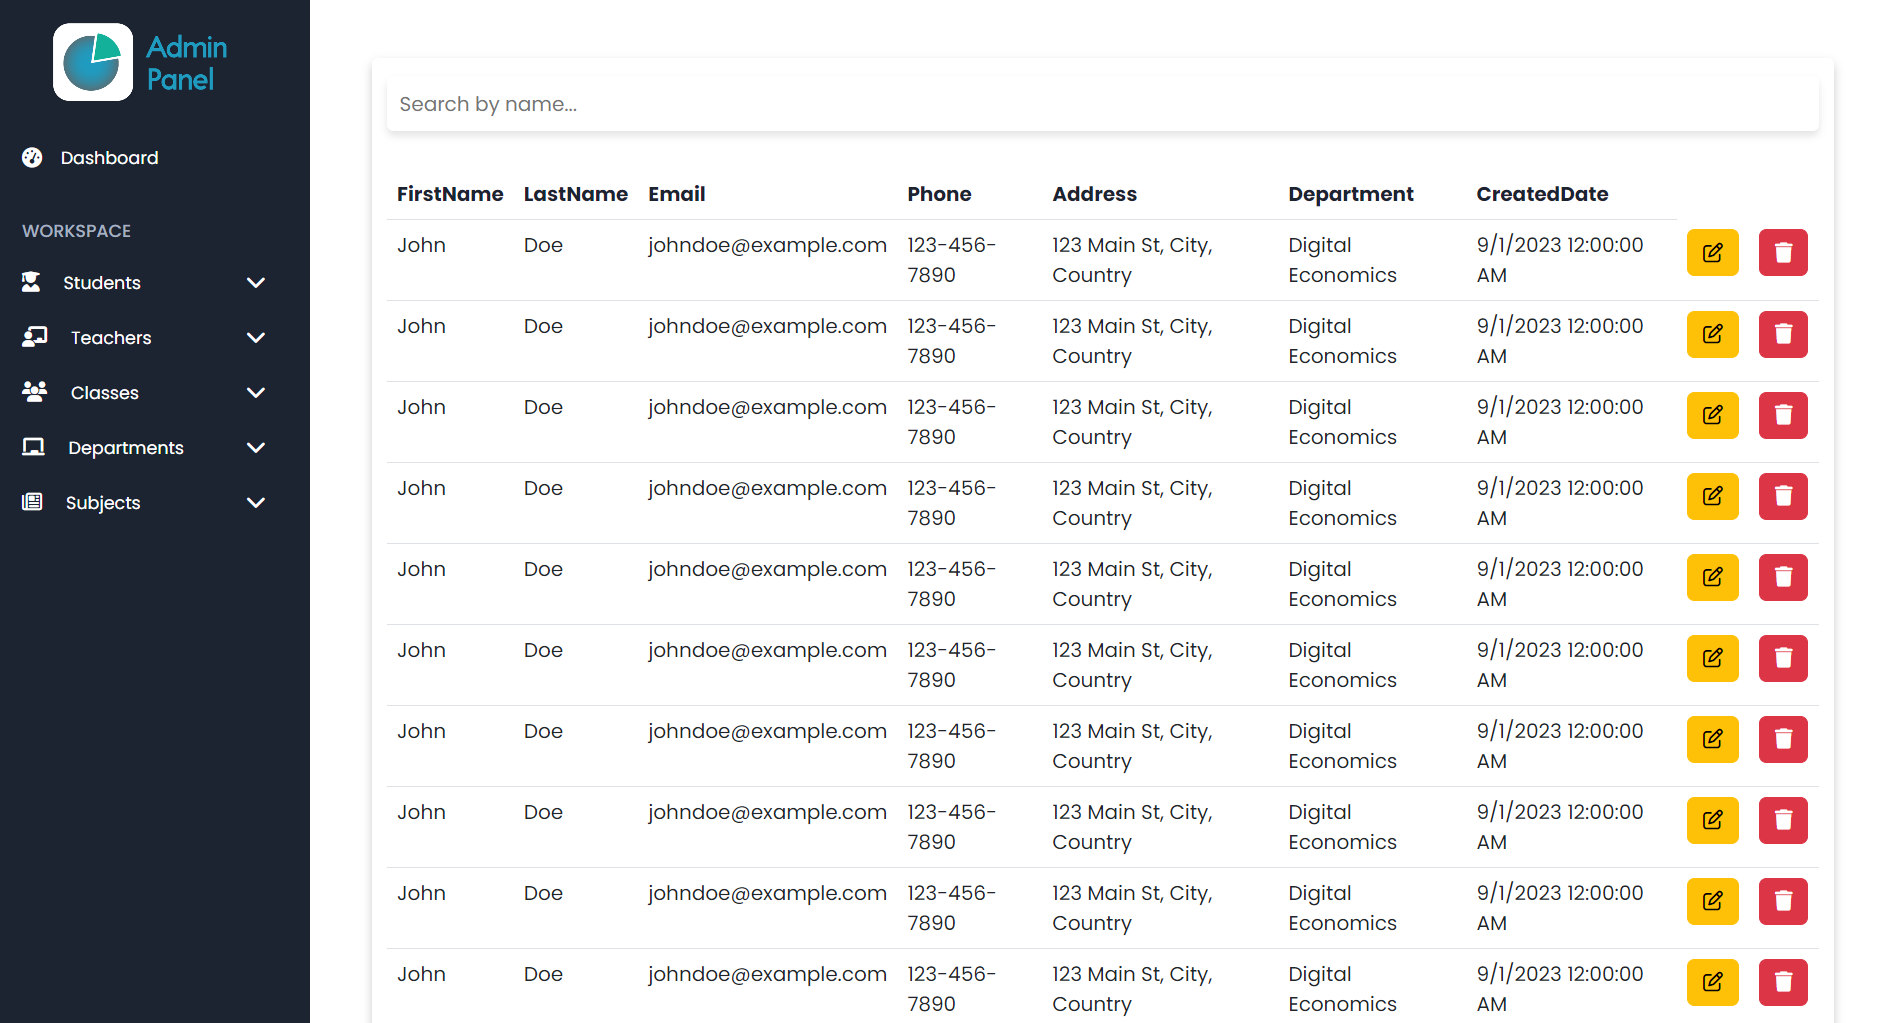 Admin
Panel
Dashboard
WORKSPACE
Students
Teachers
Classes
Departments
Subjects
Search by name...
FirstName LastName Email Phone Address Department CreatedDate
John Doe johndoe@example.com 123-456- 123 Main St, City, Digital 9/1/2023 12:00:00
7890 Country Economics AM
John Doe johndoe@example.com 123-456- 123 Main St, City, Digital 9/1/2023 12:00:00
7890 Country Economics AM
John Doe johndoe@example.com 123-456- 123 Main St, City, Digital 9/1/2023 12:00:00
7890 Country Economics AM
John Doe johndoe@example.com 123-456- 123 Main St, City, Digital 9/1/2023 12:00:00
7890 Country Economics AM
John Doe johndoe@example.com 123-456- 123 Main St, City, Digital 9/1/2023 12:00:00
7890 Country Economics AM
John Doe johndoe@example.com 123-456- 123 Main St, City, Digital 9/1/2023 12:00:00
7890 Country Economics AM
John Doe johndoe@example.com 123-456- 123 Main St, City, Digital 9/1/2023 12:00:00
7890 Country Economics AM
John Doe johndoe@example.com 123-456- 123 Main St, City, Digital 9/1/2023 12:00:00
7890 Country Economics AM
John Doe johndoe@example.com 123-456- 123 Main St, City, Digital 9/1/2023 12:00:00
7890 Country Economics AM
John Doe johndoe@example.com 123-456- 123 Main St, City, Digital 9/1/2023 12:00:00
7890 Country Economics AM